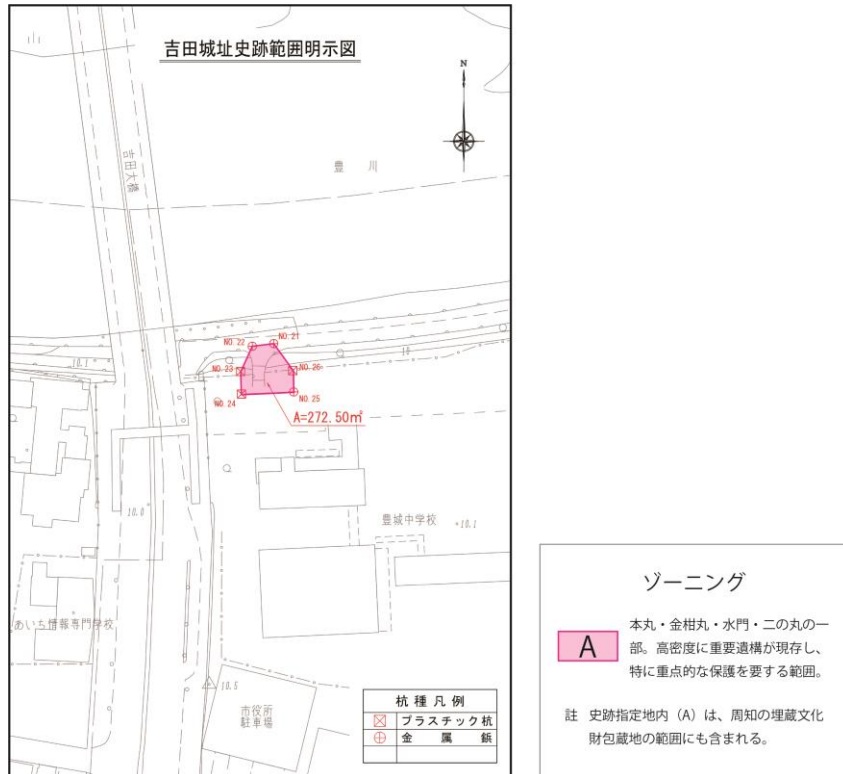 吉田城址史跡範囲明示図
N
吉田大橋
豊川
NO.22
NO.21
10.1
NO.23
NO.26
10
NO.24
NO.25
A=272.50㎡
10.0
豊城中学校
10.1
あいち情報専門学校
10.5
市役所
駐車場
杭種凡例
プラスチック杭
金属鋲
ゾーニング
A
本丸・金柑丸・水門・二の丸の一
部。高密度に重要遺構が現存し、
特に重点的な保護を要する範囲。
註 史跡指定地内（A）は、周知の埋蔵文化
財包蔵地の範囲にも含まれる。